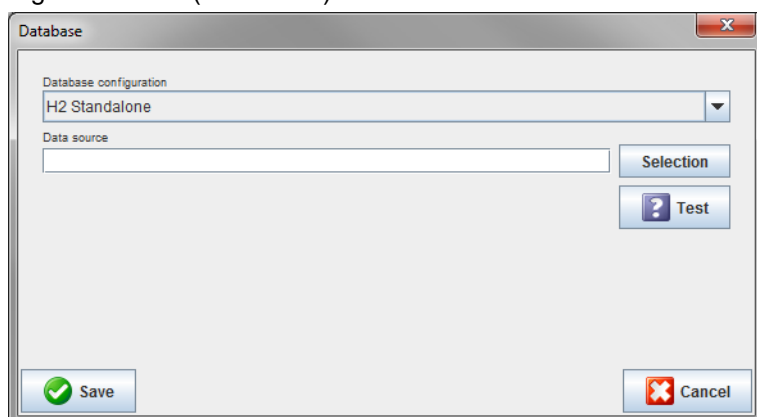 Database
Database configuration
H2 Standalone
Data source
Selection
? Test
Save
Cancel